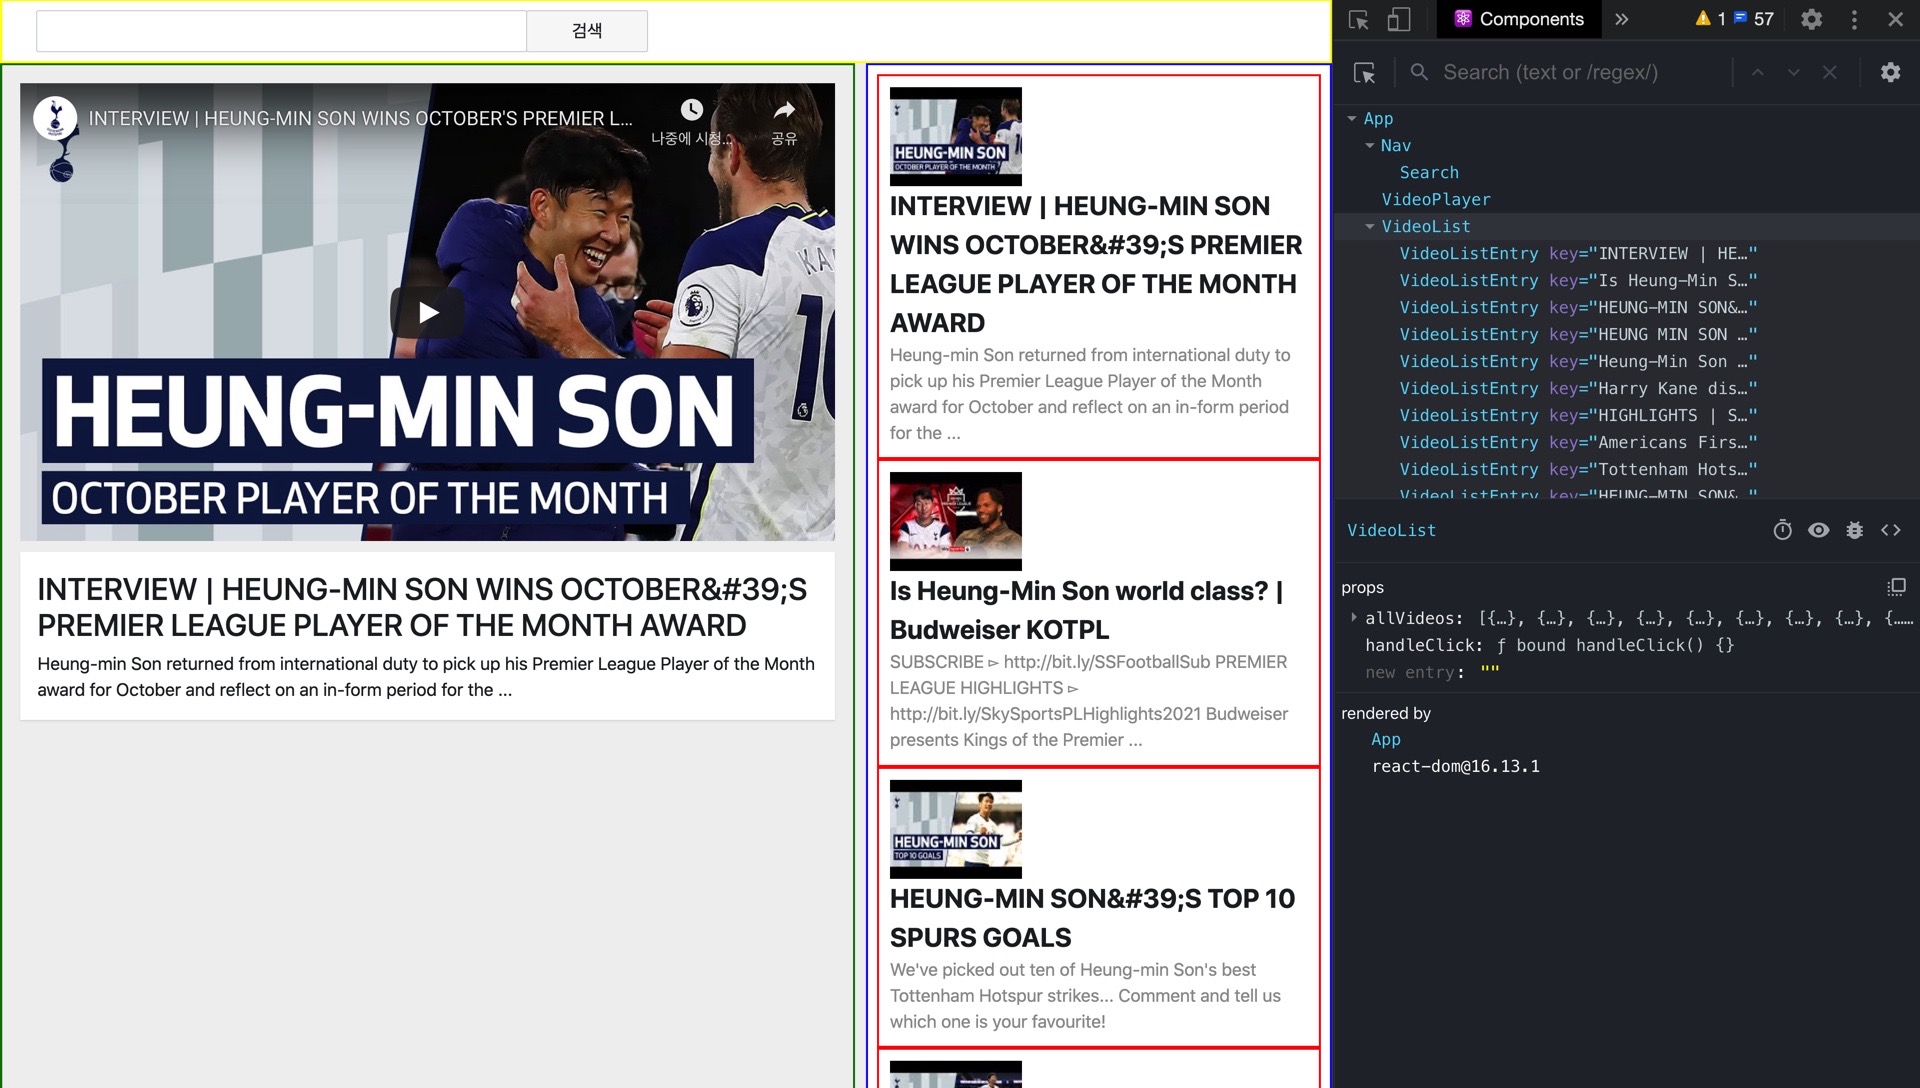 검색
INTERVIEW | HEUNG-MIN SON WINS OCTOBER'S PREMIER L...
나중에 시청...
공유
KA
HEUNG-MIN SON
OCTOBER PLAYER OF THE MONTH
INTERVIEW | HEUNG-MIN SON WINS OCTOBER&#39;S
PREMIER LEAGUE PLAYER OF THE MONTH AWARD
Heung-min Son returned from international duty to pick up his Premier League Player of the Month
award for October and reflect on an in-form period for the ...
HEUNG-MIN SON
OCTOBER PLAYER OF THE MONTH
INTERVIEW | HEUNG-MIN SON
WINS OCTOBER&#39;S PREMIER
LEAGUE PLAYER OF THE MONTH
AWARD
Heung-min Son returned from international duty to
pick up his Premier League Player of the Month
award for October and reflect on an in-form period
for the ...
Is Heung-Min Son world class? |
Budweiser KOTPL
SUBSCRIBE ▻ http://bit.ly/SSFootballSub PREMIER
LEAGUE HIGHLIGHTS ▻
http://bit.ly/SkySportsPLHighlights2021 Budweiser
presents Kings of the Premier ...
HEUNG-MIN SON
TOP 10 GOALS
HEUNG-MIN SON&#39;S TOP 10
SPURS GOALS
We've picked out ten of Heung-min Son's best
Tottenham Hotspur strikes... Comment and tell us
which one is your favourite!
Components
1
57
Search (text or /regex/)
App
Nav
Search
VideoPlayer
VideoList
VideoListEntry key="INTERVIEW | HE…"
VideoListEntry key="Is Heung-Min S…"
VideoListEntry key="HEUNG-MIN SON&…"
VideoListEntry key="HEUNG MIN SON …"
VideoListEntry key="Heung-Min Son …"
VideoListEntry key="Harry Kane dis…"
VideoListEntry key="HIGHLIGHTS | S…"
VideoListEntry key="Americans Firs…"
VideoListEntry key="Tottenham Hots…"
VideoListEntry key="HEUNG-MIN SON&…"
VideoList
props
allVideos: [{…}, {…}, {…}, {…}, {…}, {…}, {…}, {…}, {……
handleClick: ƒ bound handleClick() {}
new entry: ""
rendered by
App
react-dom@16.13.1